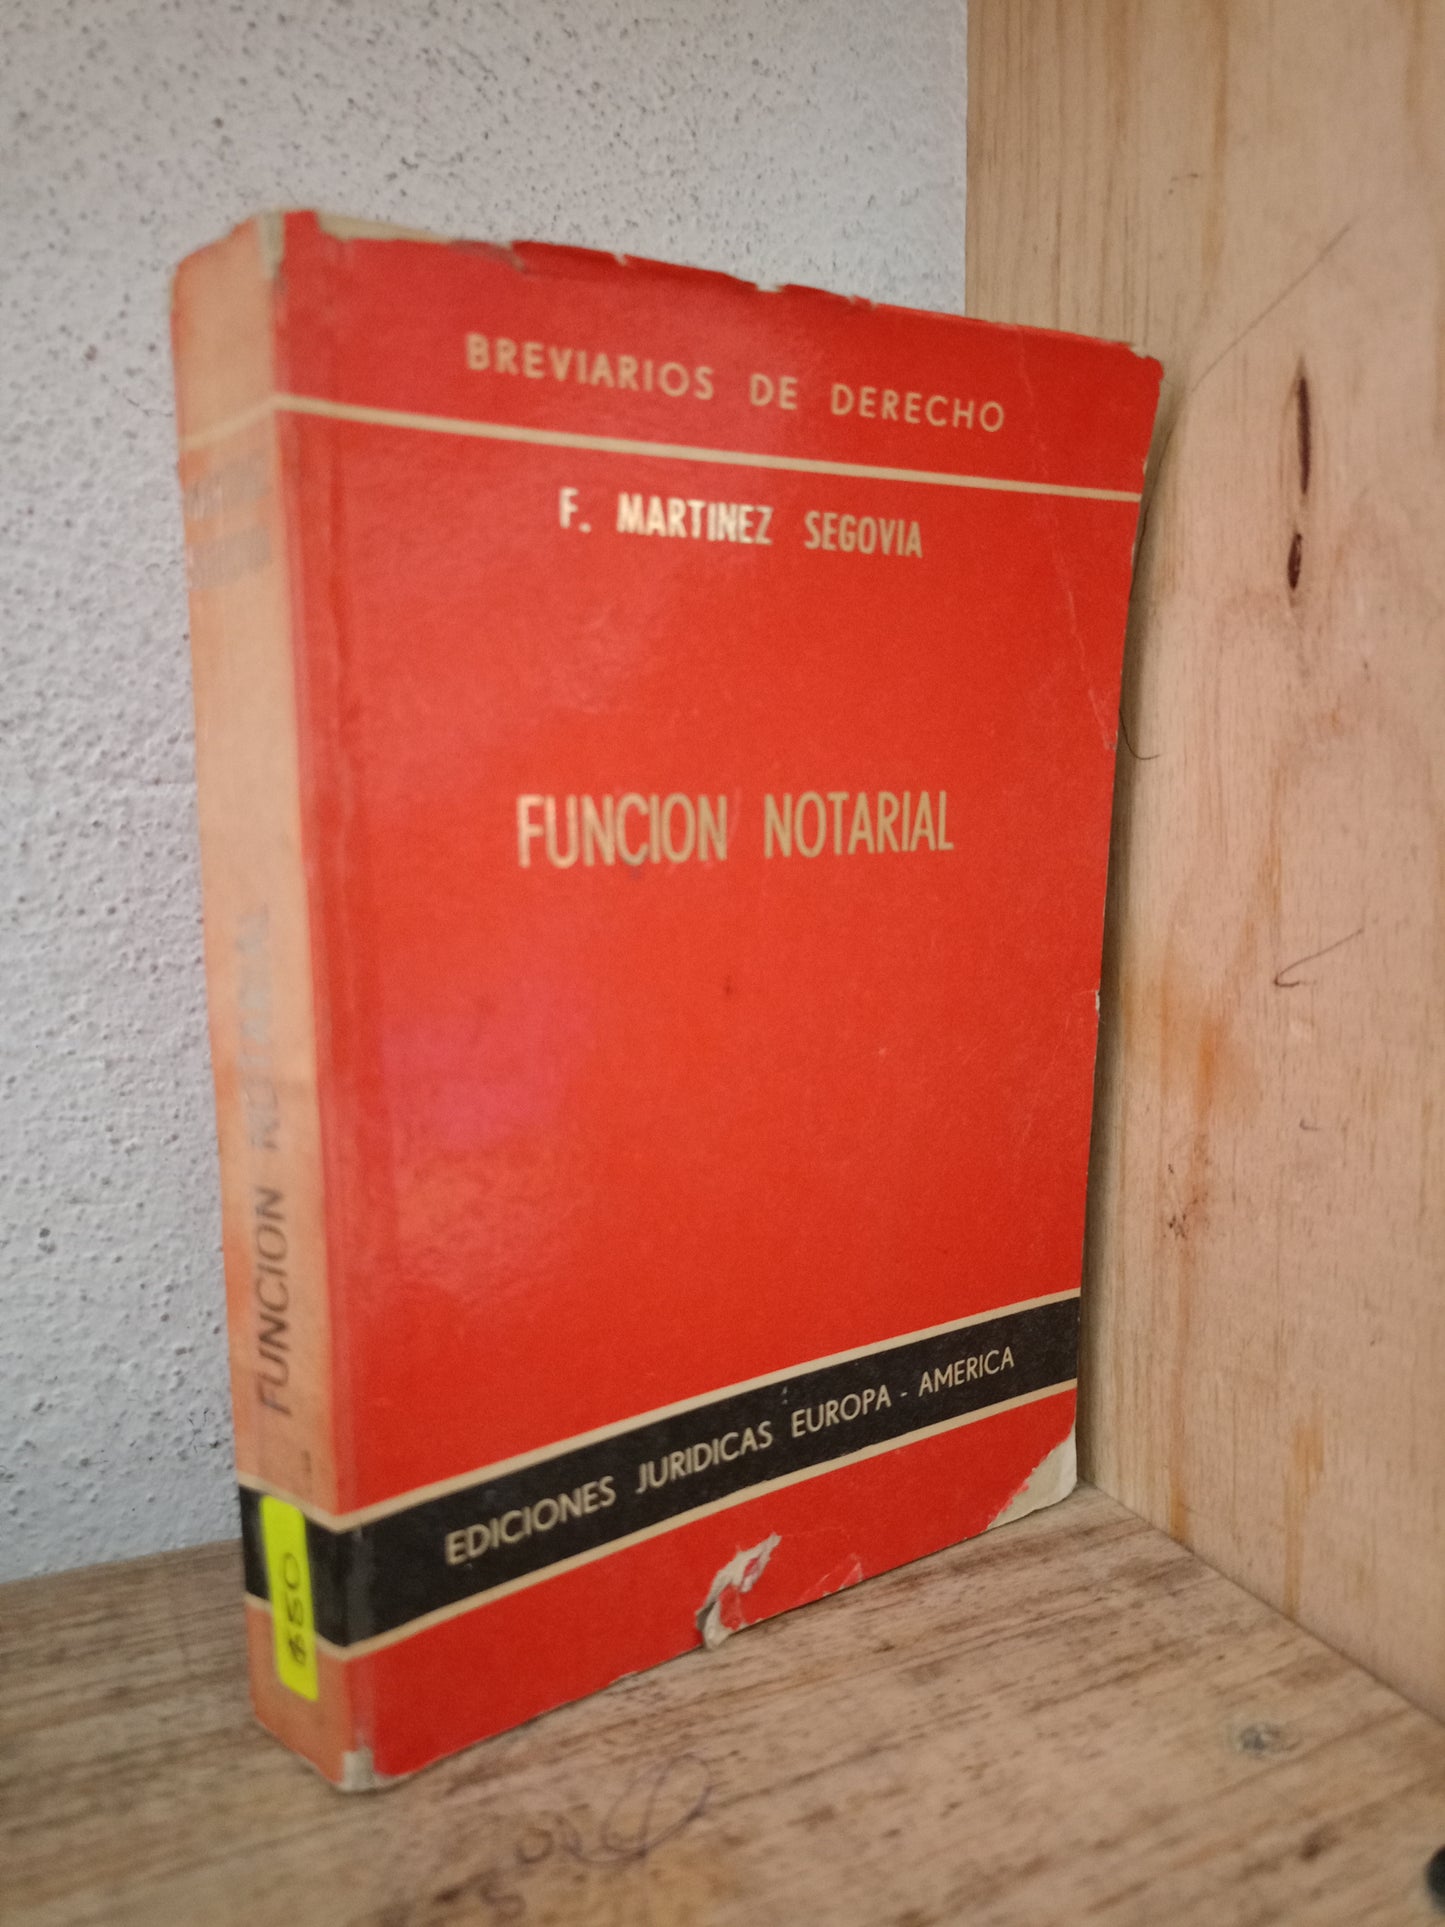 BREVIARIOS DE DERECHO
F. MARTINEZ SEGOVIA
FUNCION NOTARIAL
EDICIONES JURIDICAS EUROPA - AMERICA
FUNCION NOTARIAL